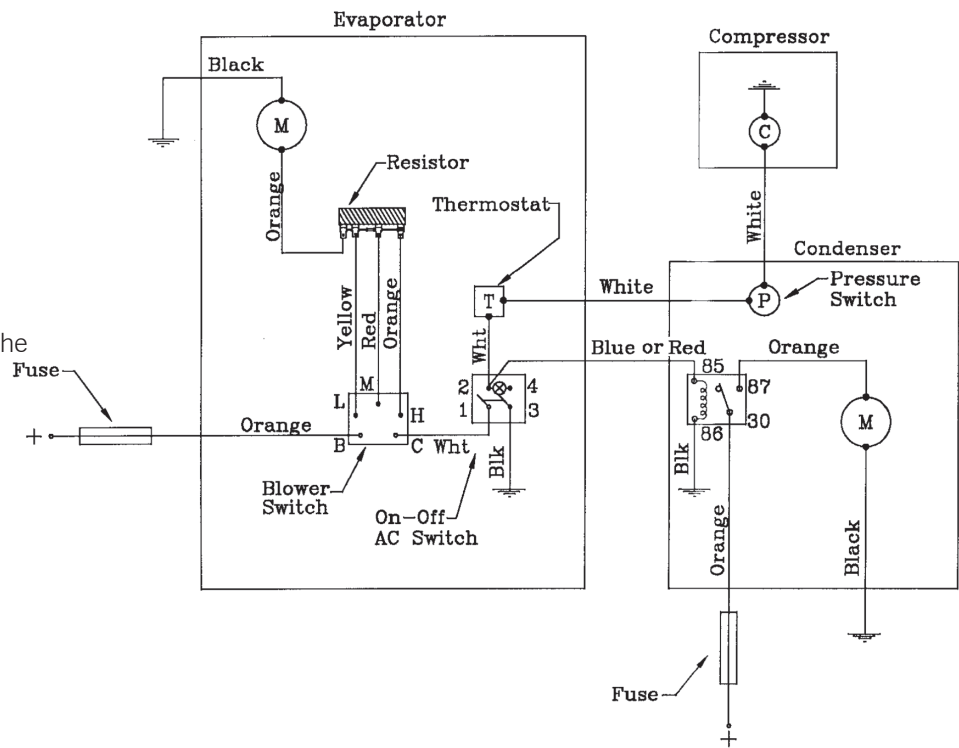 Evaporator
Compressor
Black
M
C
Resistor
Orange
Thermostat
White
Condenser
Pressure
Switch
P
White
T
Yellow
Red
Orange
Wht
he
Fuse
Blue or Red
Orange
85
87
30
86
M
L
M
H
B
C
2
4
1
3
+
Orange
Wht
Blk
Blk
Blower
Switch
On-Off
AC Switch
Orange
Black
Fuse
+